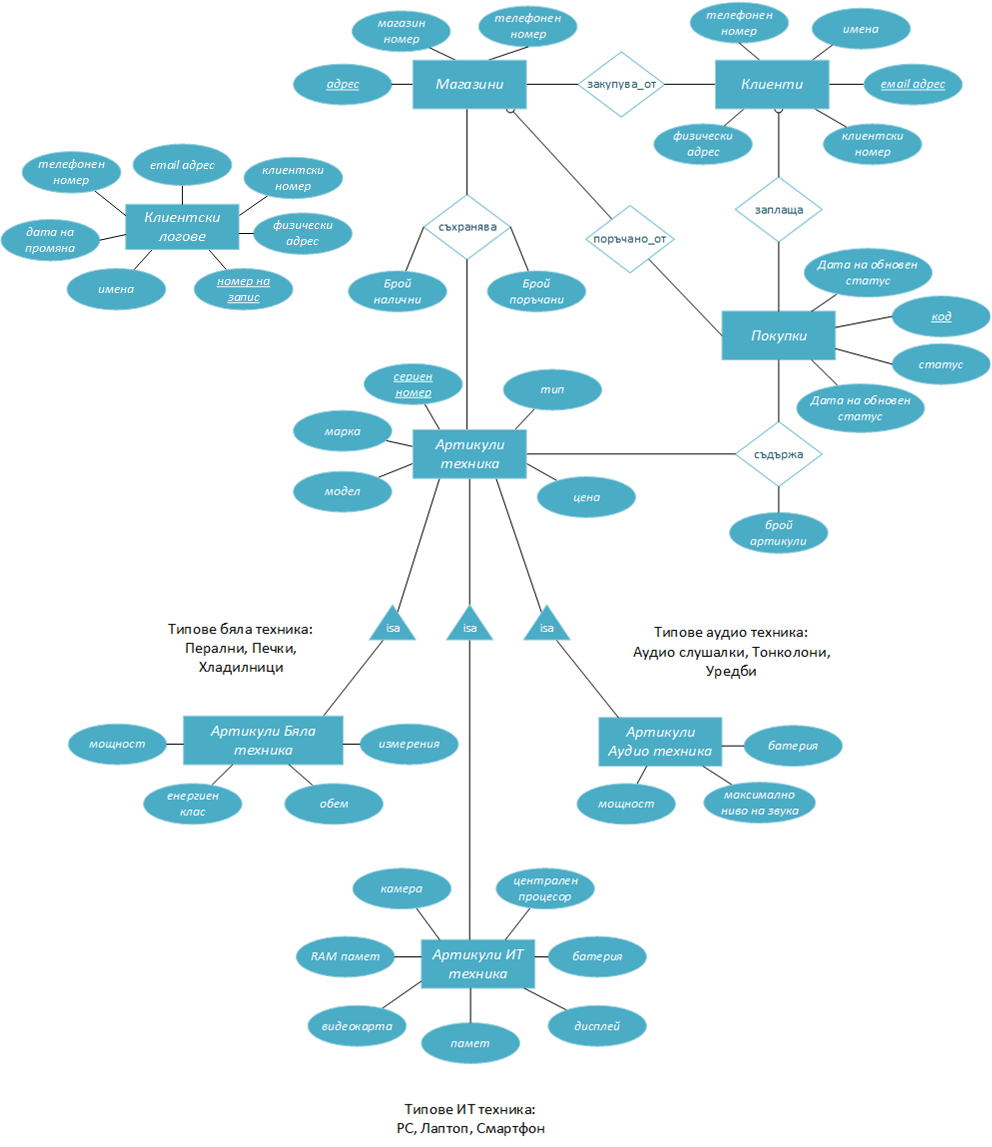 магазин
номер
телефонен
номер
адрес
Магазини
закупува_от
телефонен
номер
имена
Клиенти
email адрес
физически
адрес
клиентски
номер
телефонен
номер
email адрес
клиентски
номер
Клиентски
логове
дата на
промяна
физически
адрес
имена
номер на
запис
съхранява
Брой
налични
Брой
поръчани
поръчано_от
заплаща
Дата на обновен
статус
код
Покупки
статус
Дата на обновен
статус
сериен
номер
тип
марка
Артикули
техника
модел
цена
съдържа
брой
артикули
isa
isa
isa
Типове бяла техника:
Перални, Печки,
Хладилници
Типове аудио техника:
Аудио слушалки, Тонколони,
Уредби
мощност
Артикули Бяла
техника
измерения
енергиен
клас
обем
Артикули
Аудио техника
батерия
мощност
максимално
ниво на звука
камера
централен
процесор
RAM памет
Артикули ИТ
техника
батерия
видеокарта
памет
дисплей
Типове ИТ техника:
PC, Лаптоп, Смартфон